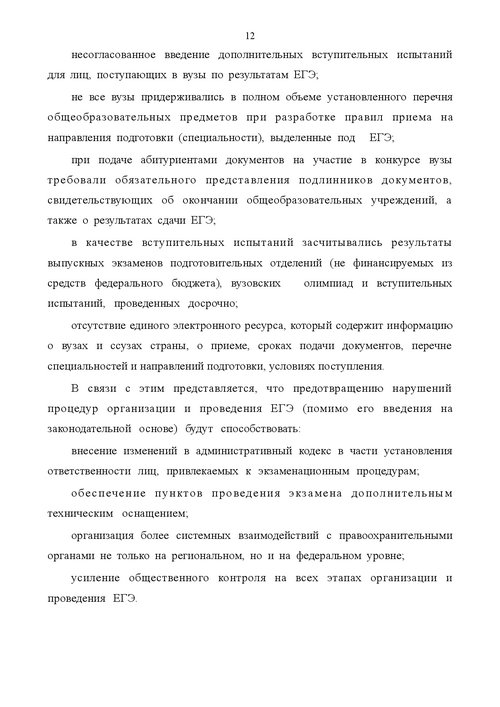 12
несогласованное введение дополнительных вступительных испытаний
для лиц, поступающих в вузы по результатам ЕГЭ;
не все вузы придерживались в полном объеме установленного перечня
общеобразовательных предметов при разработке правил приема на
направления подготовки (специальности), выделенные под ЕГЭ;
при подаче абитуриентами документов на участие в конкурсе вузы
требовали обязательного представления подлинников документов,
свидетельствующих об окончании общеобразовательных учреждений, а
также о результатах сдачи ЕГЭ;
в качестве вступительных испытаний засчитывались результаты
выпускных экзаменов подготовительных отделений (не финансируемых из
средств федерального бюджета), вузовских олимпиад и вступительных
испытаний, проведенных досрочно;
отсутствие единого электронного ресурса, который содержит информацию
о вузах и ссузах страны, о приеме, сроках подачи документов, перечне
специальностей и направлений подготовки, условиях поступления.
В связи с этим представляется, что предотвращению нарушений
процедур организации и проведения ЕГЭ (помимо его введения на
законодательной основе) будут способствовать:
внесение изменений в административный кодекс в части установления
ответственности лиц, привлекаемых к экзаменационным процедурам;
обеспечение пунктов проведения экзамена дополнительным
техническим оснащением;
организация более системных взаимодействий с правоохранительными
органами не только на региональном, но и на федеральном уровне;
усиление общественного контроля на всех этапах организации и
проведения ЕГЭ.